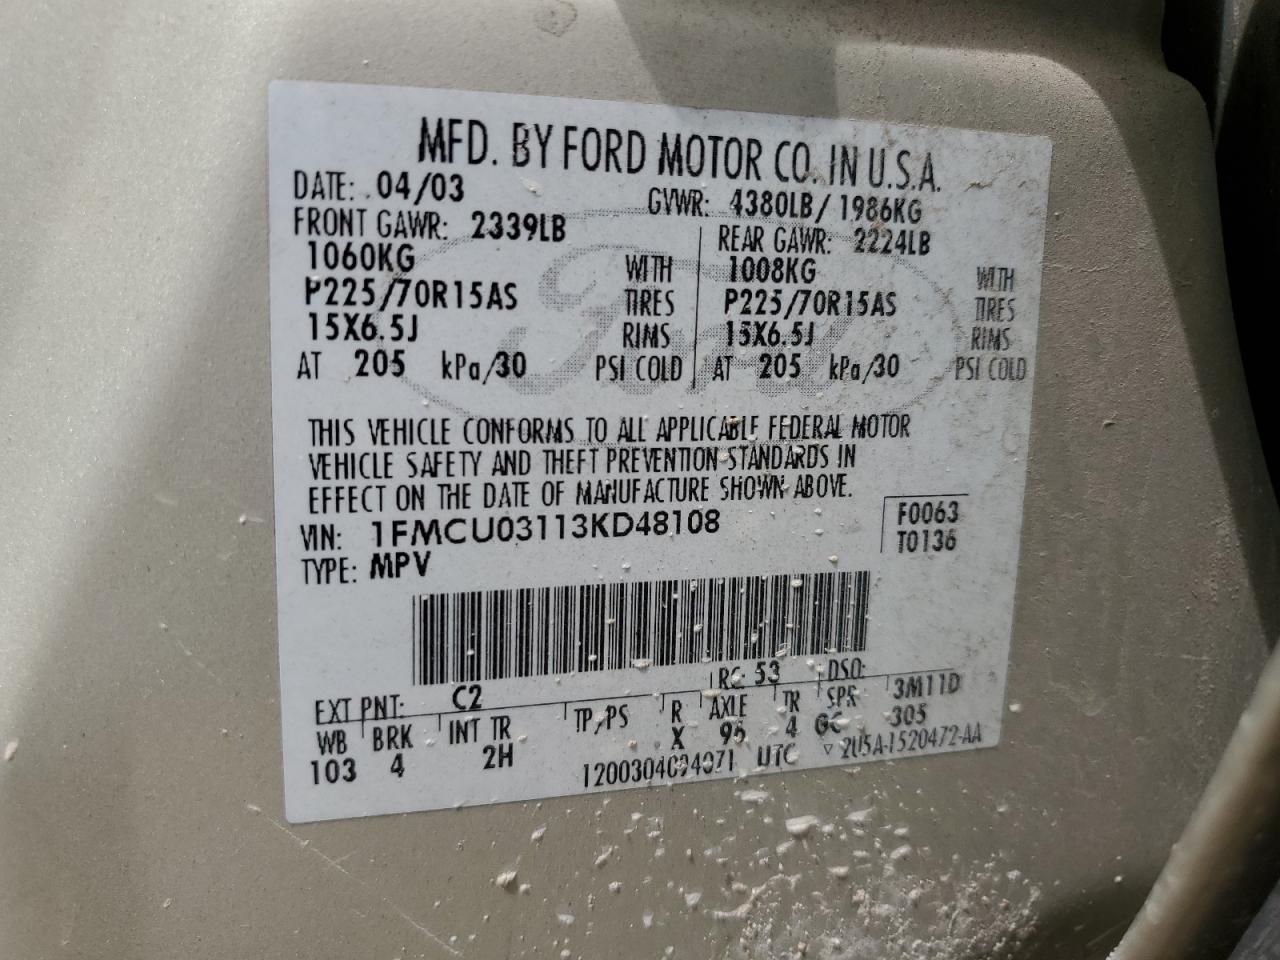 MFD. BY FORD MOTOR CO. IN U.S.A.
DATE: 04/03 GVWR: 4380LB/ 1986KG
FRONT GAWR: 2339LB REAR GAWR: 2224LB
1060KG WITH 1008KG WITH
P225/70R15AS TIRES P225/70R15AS TIRES
15X6.5J RIMS 15X6.5J RIMS
AT 205 kPa/30 PSI COLD AT 205 kPa/30 PSI COLD
THIS VEHICLE CONFORMS TO ALL APPLICABLE FEDERAL MOTOR
VEHICLE SAFETY AND THEFT PREVENTION STANDARDS IN
EFFECT ON THE DATE OF MANUFACTURE SHOWN ABOVE.
VIN: 1FMCU03113KD48108 F0063
TYPE: MPV T0136
EXT PNT: C2 RC: 53 DSO:
WB BRK INT TR TP/PS R AXLE TR SPR 3M11D
103 4 2H X 4 305
UTC 2U5A-1520472-AA